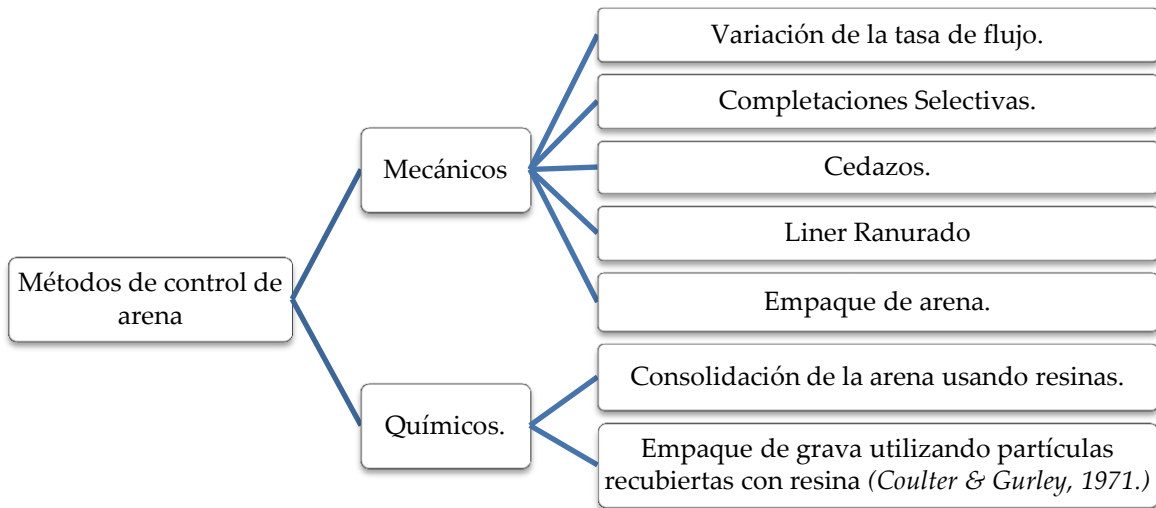 Métodos de control de
arena
Mecánicos
Variación de la tasa de flujo.
Completaciones Selectivas.
Cedazos.
Liner Ranurado
Empaque de arena.
Químicos.
Consolidación de la arena usando resinas.
Empaque de grava utilizando partículas
recubiertas con resina (Coulter & Gurley, 1971.)